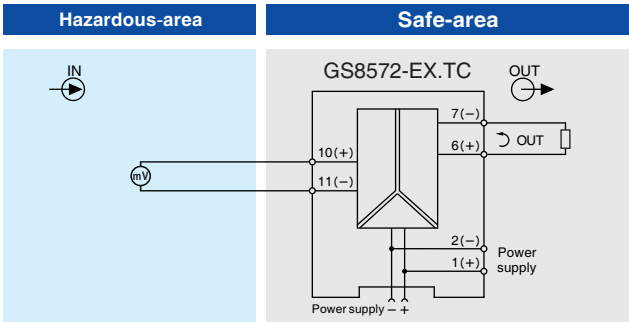 Hazardous-area
Safe-area
IN
GS8572-EX.TC
OUT
7(−)
6(+)
OUT
10(+)
11(−)
mV
2(−)
1(+)
Power
supply
Power supply − +